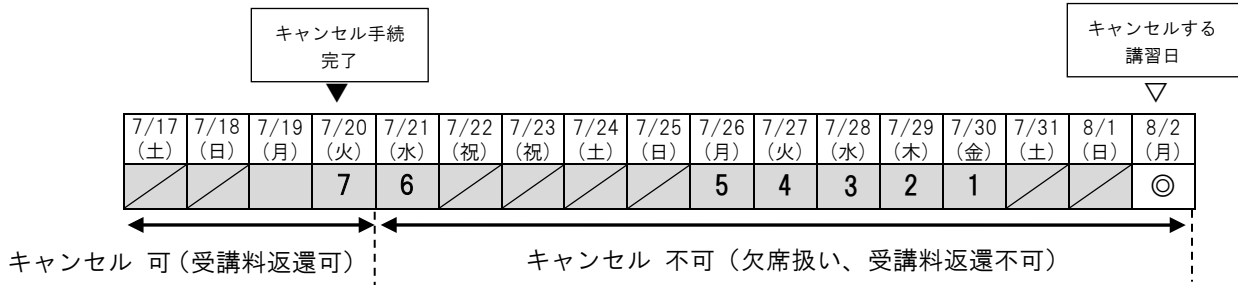 キャンセル手続
完了
キャンセルする
講習日
▼
▽
7/17 7/18 7/19 7/20 7/21 7/22 7/23 7/24 7/25 7/26 7/27 7/28 7/29 7/30 7/31 8/1 8/2
(土) (日) (月) (火) (水) (祝) (祝) (土) (日) (月) (火) (水) (木) (金) (土) (日) (月)
7 6 5 4 3 2 1 ◎
キャンセル 可(受講料返還可) キャンセル 不可(欠席扱い、受講料返還不可)